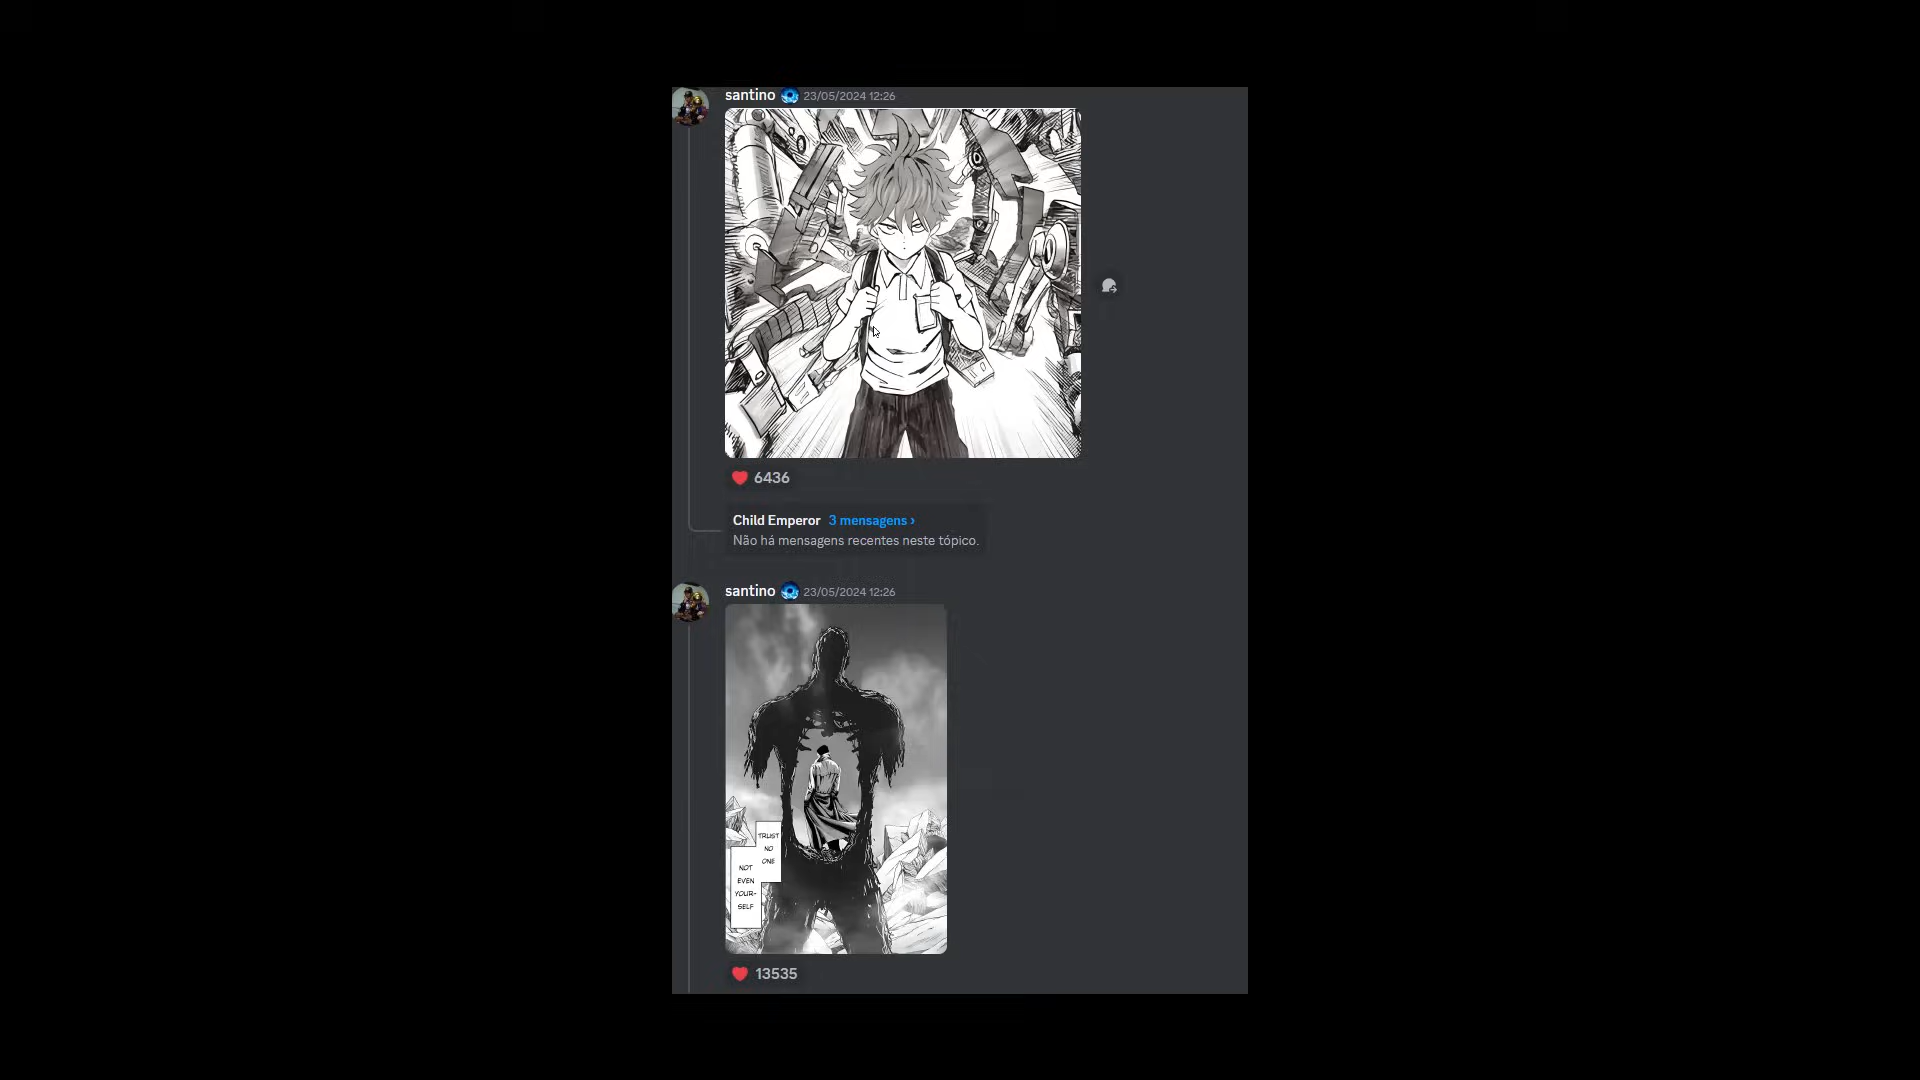 santino 23/05/2024 12:26
6436
Child Emperor 3 mensagens ›
Não há mensagens recentes neste tópico.
santino 23/05/2024 12:26
TRUST
NO
ONE
NOT
EVEN
YOUR-
SELF
13535